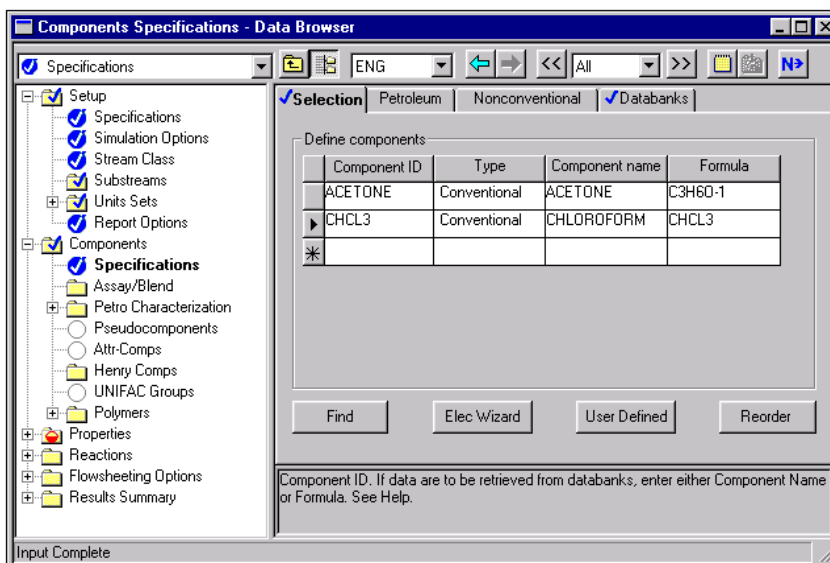 Components Specifications - Data Browser
Specifications
ENG
<<
All
>>
N
Setup
Specifications
Simulation Options
Stream Class
Substreams
Units Sets
Report Options
Components
Specifications
Assay/Blend
Petro Characterization
Pseudocomponents
Attr-Comps
Henry Comps
UNIFAC Groups
Polymers
Properties
Reactions
Flowsheeting Options
Results Summary
Selection Petroleum Nonconventional Databanks
Define components
Component ID Type Component name Formula
ACETONE Conventional ACETONE C3H6O-1
CHCL3 Conventional CHLOROFORM CHCL3
Find Elec Wizard User Defined Reorder
Component ID. If data are to be retrieved from databanks, enter either Component Name
or Formula. See Help.
Input Complete